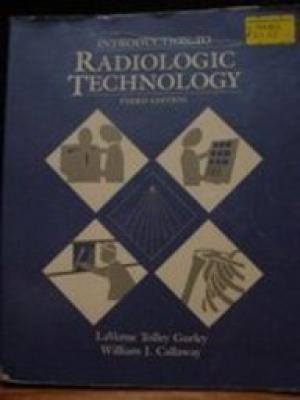 INTRODUCTION TO
RADIOLOGIC
TECHNOLOGY
THIRD EDITION
LaVerne Tolley Gurley
William J. Callaway